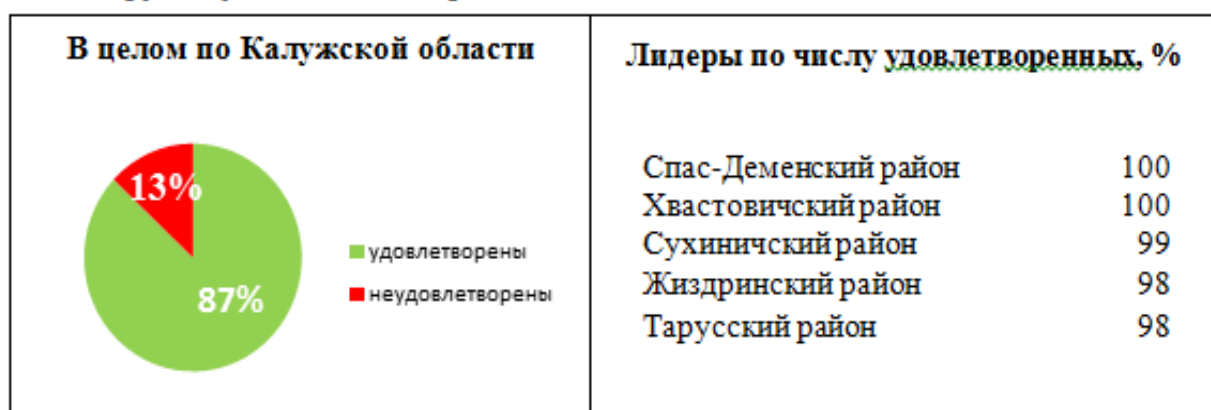 В целом по Калужской области
13%
87%
удовлетворены
неудовлетворены
Лидеры по числу удовлетворенных, %
Спас-Деменский район 100
Хвастовичский район 100
Сухиничский район 99
Жиздринский район 98
Тарусский район 98